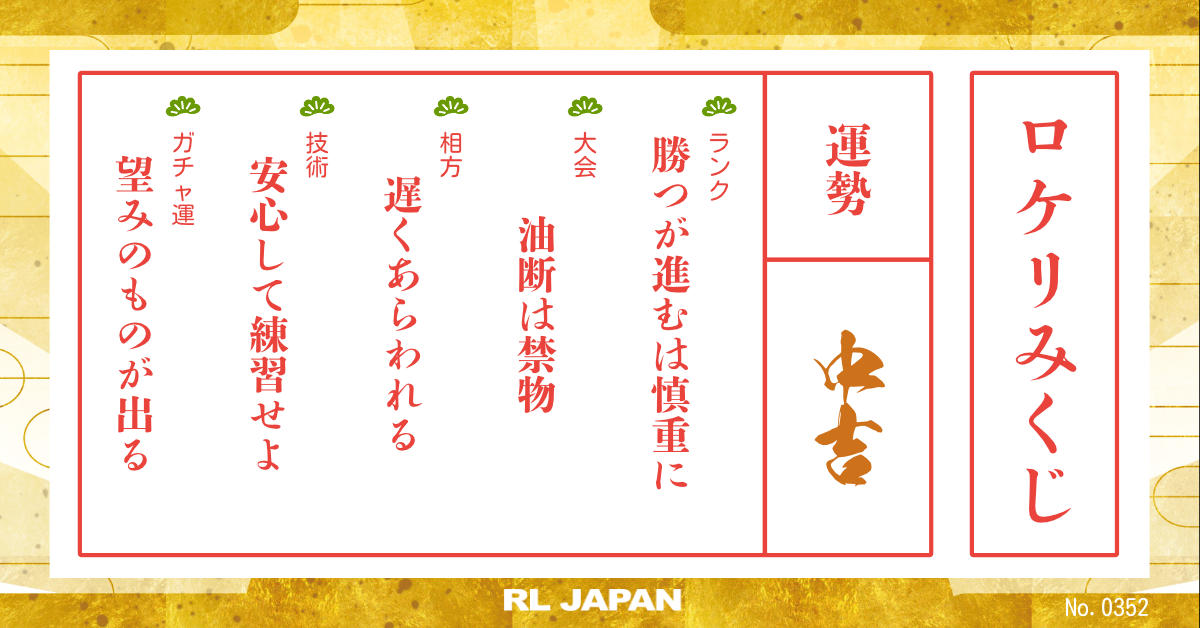 ロケリみくじ
運勢
中吉
ランク
勝つが進むは慎重に
大会
油断は禁物
相方
遅くあらわれる
技術
安心して練習せよ
ガチャ運
望みのものが出る
RL JAPAN
No. 0352